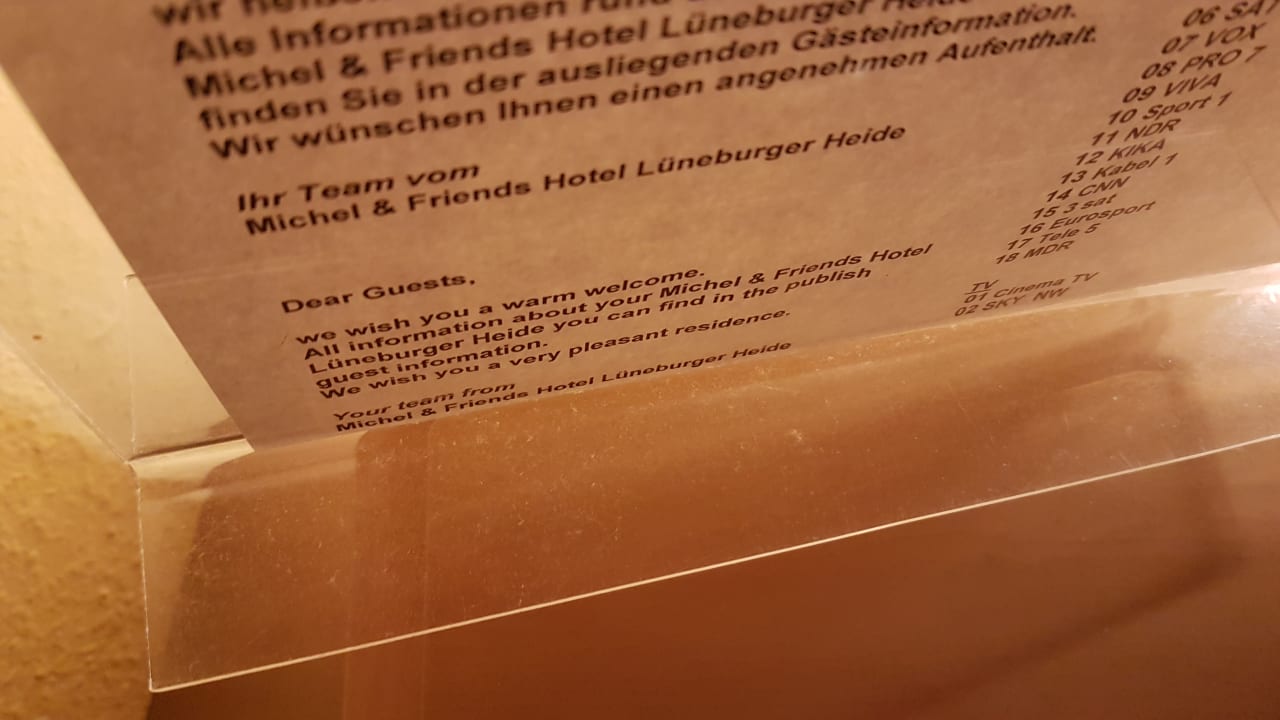 wir heißen
Alle Informationen rund
Michel & Friends Hotel Lüneburger Heide
finden Sie in der ausliegenden Gästeinformation.
Wir wünschen Ihnen einen angenehmen Aufenthalt.
Ihr Team vom
Michel & Friends Hotel Lüneburger Heide
Dear Guests,
we wish you a warm welcome.
All information about your Michel & Friends Hotel
Lüneburger Heide you can find in the publish
guest information.
We wish you a very pleasant residence.
Your team from
Michel & Friends Hotel Lüneburger Heide
06 SAT
07 VOX
08 PRO 7
09 VIVA
10 Sport 1
11 NDR
12 KIKA
13 Kabel 1
14 CNN
15 3 sat
16 Eurosport
17 Tele 5
18 MDR
TV
01 Cinema TV
02 SKY NW